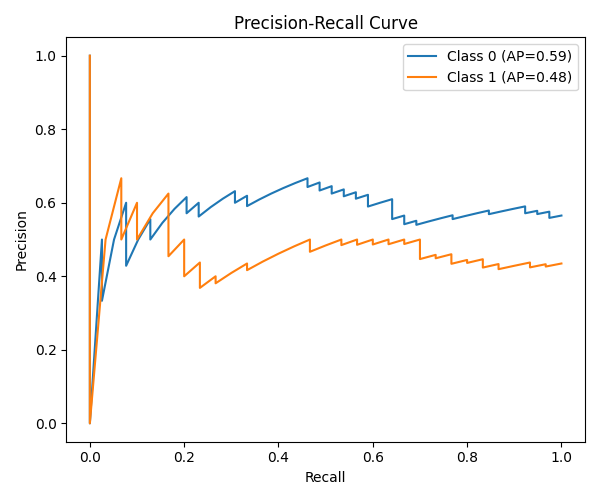 Precision-Recall Curve
Class 0 (AP=0.59)
Class 1 (AP=0.48)
Precision
1.0
0.8
0.6
0.4
0.2
0.0
0.0 0.2 0.4 0.6 0.8 1.0
Recall